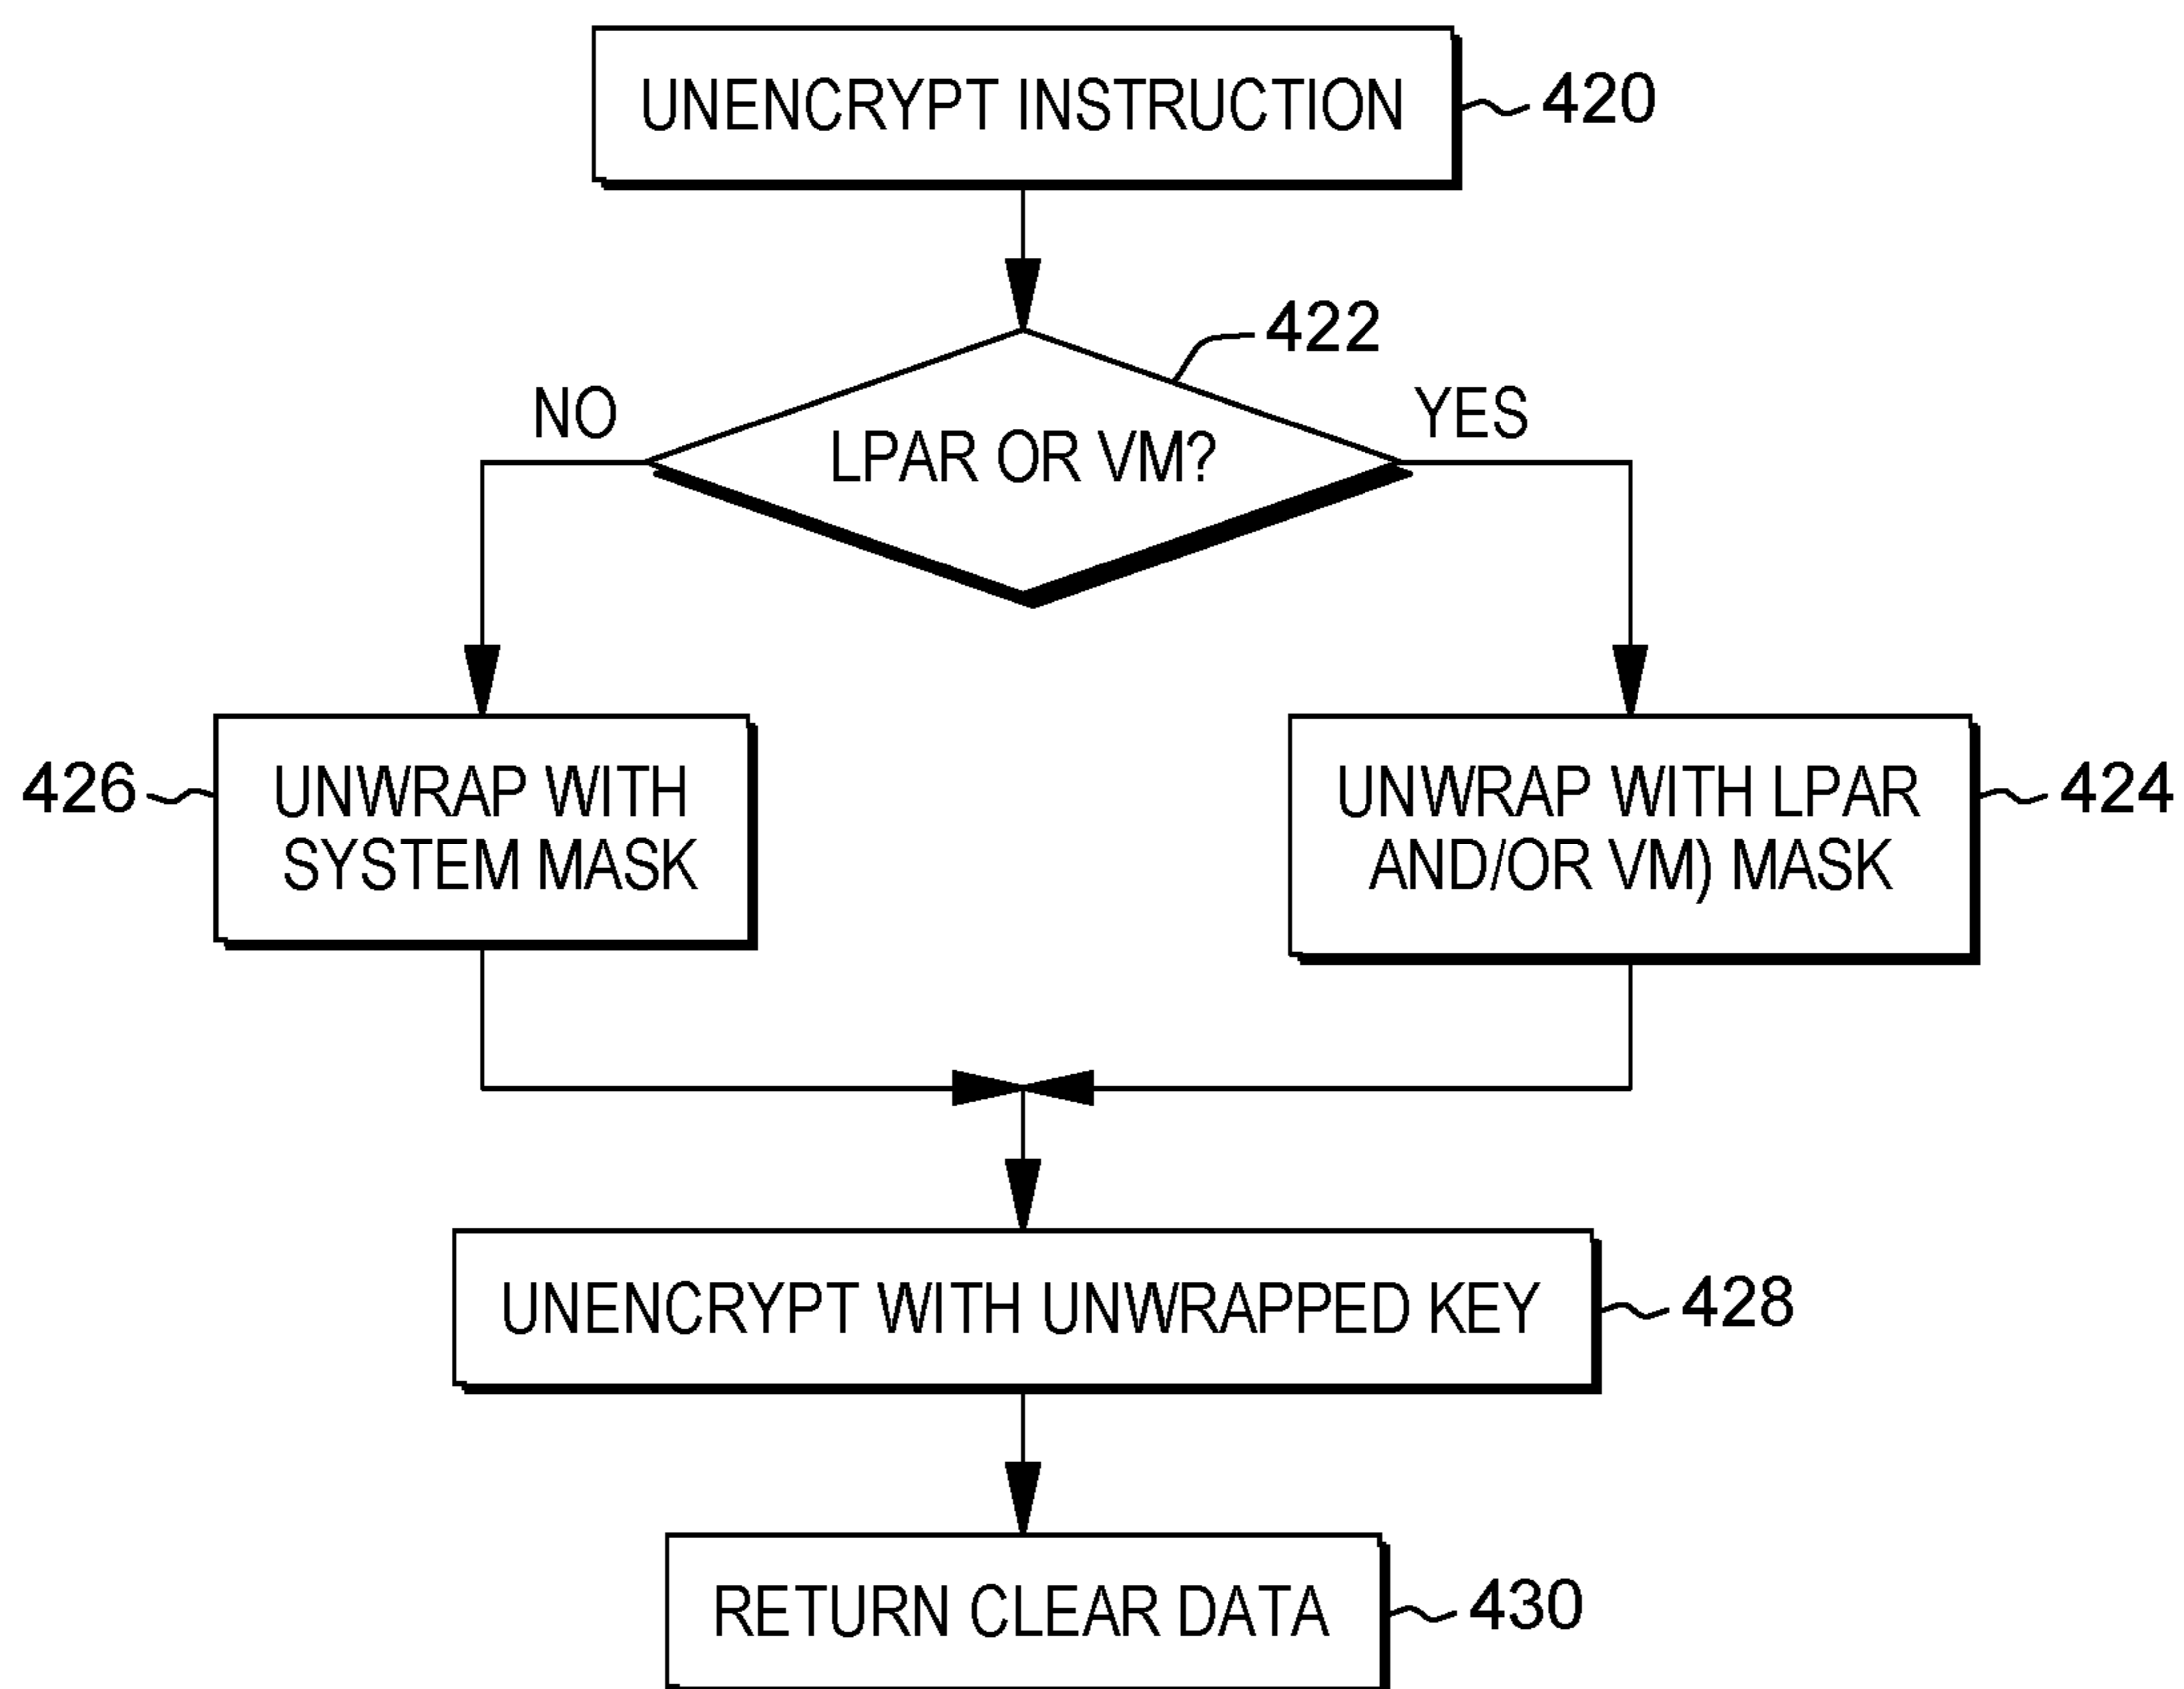 UNENCRYPT INSTRUCTION
420
422
NO
LPAR OR VM?
YES
426
UNWRAP WITH
SYSTEM MASK
UNWRAP WITH LPAR
AND/OR VM) MASK
424
UNENCRYPT WITH UNWRAPPED KEY
428
RETURN CLEAR DATA
430